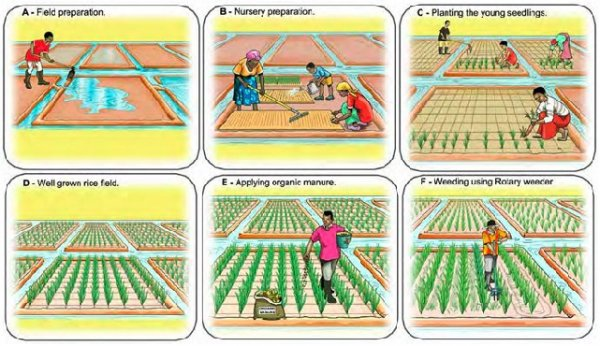 A - Field preparation.
B - Nursery preparation.
C - Planting the young seedlings.
D - Well grown rice field.
E - Applying organic manure.
F - Weeding using Rotary weeder